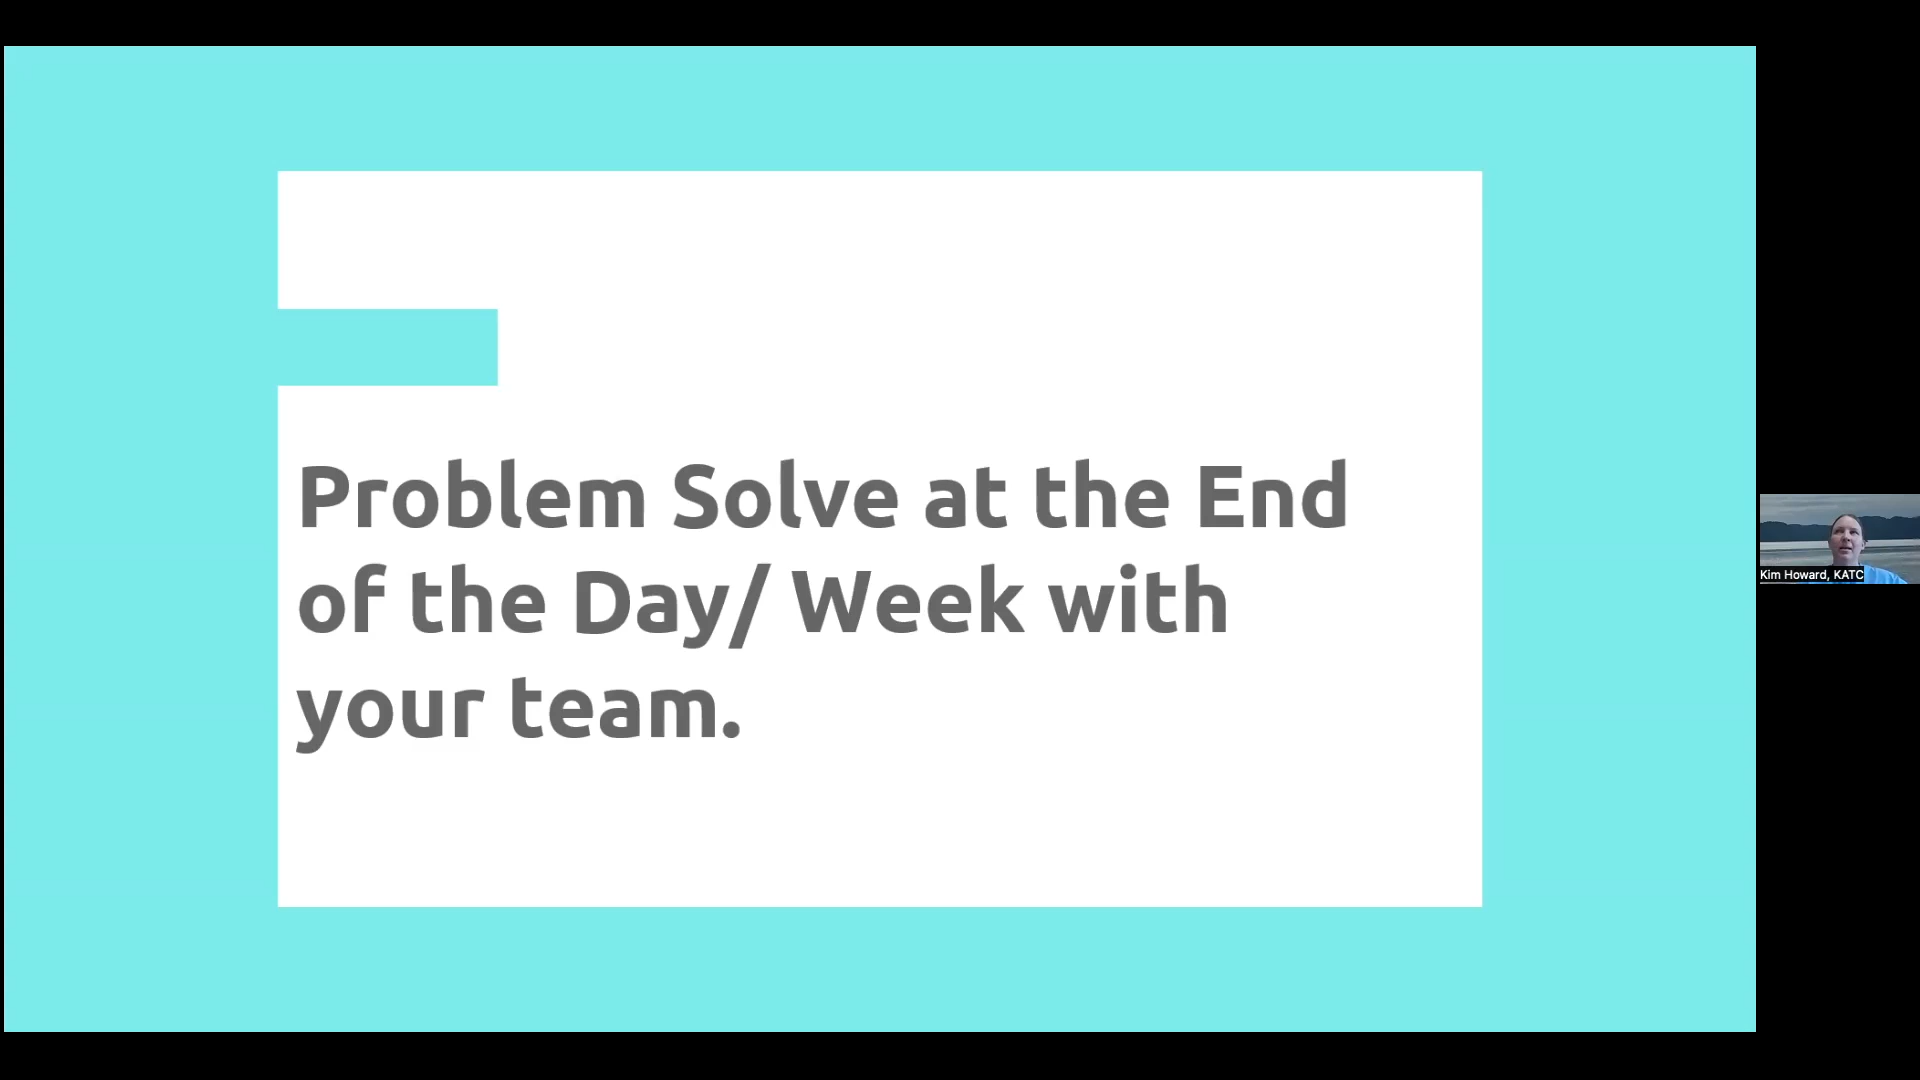 Problem Solve at the End
of the Day/ Week with
your team.
Kim Howard, KATC